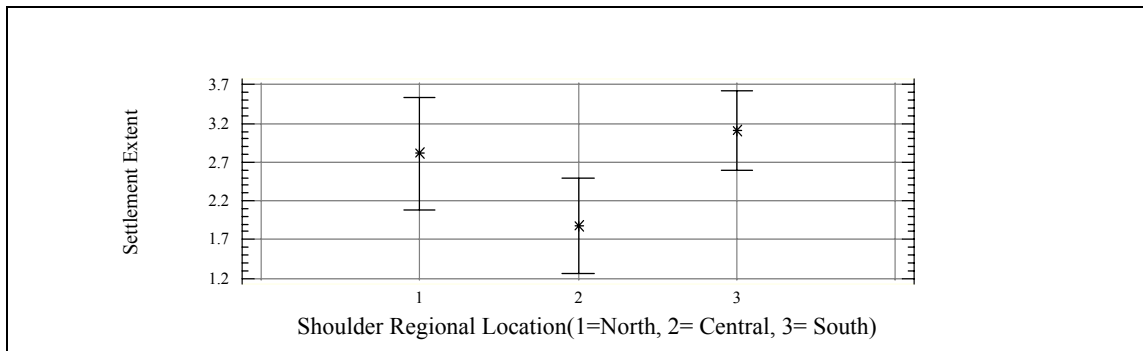 Settlement Extent
3.7
3.2
2.7
2.2
1.7
1.2
1 2 3
Shoulder Regional Location(1=North, 2= Central, 3= South)